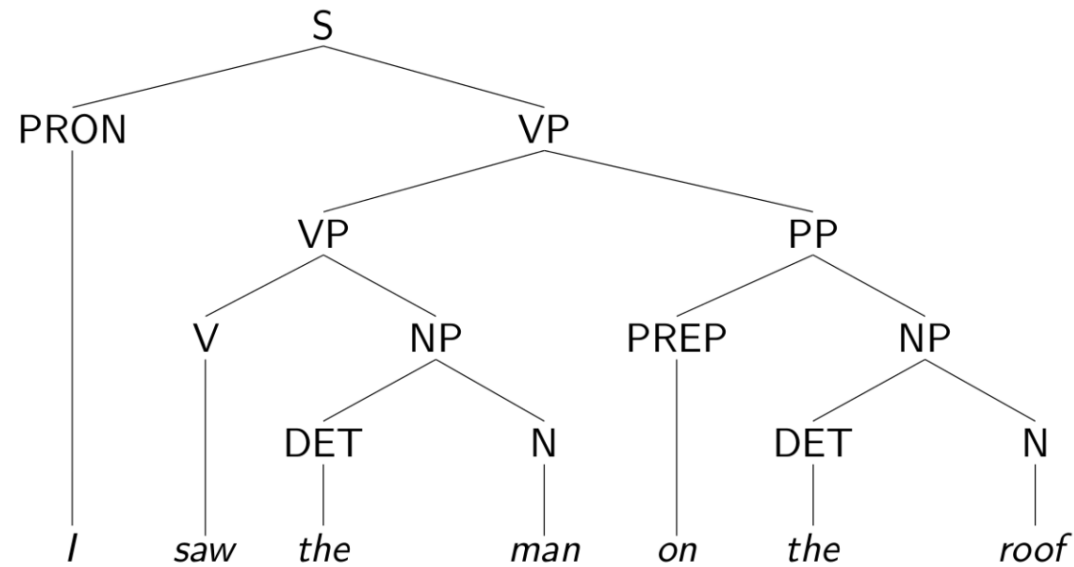 S
PRON VP
VP PP
V NP PREP NP
DET N DET N
I saw the man on the roof